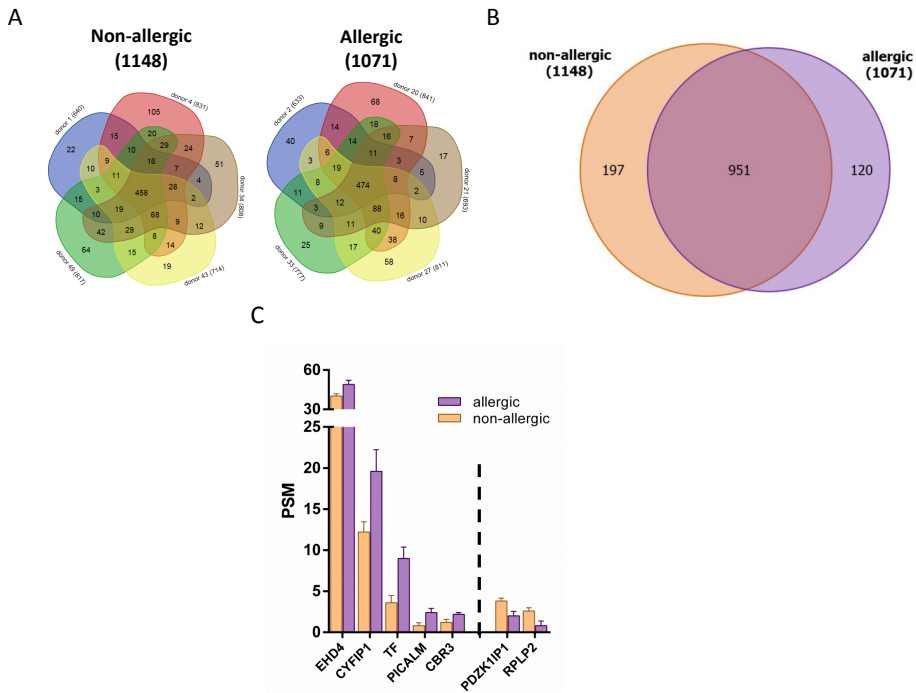 A
Non-allergic
(1148)
donor 1 (640)
donor 4 (831)
donor 34 (808)
donor 43 (714)
donor 49 (817)
105
22
15
20
29
24
51
10
9
10
16
7
4
11
28
2
3
458
15
10
19
68
9
12
42
29
8
14
64
15
19
Allergic
(1071)
donor 2 (633)
donor 20 (641)
donor 21 (693)
donor 27 (811)
donor 33 (777)
68
40
14
18
16
7
17
3
6
14
11
3
5
19
8
2
8
474
11
3
12
88
16
10
9
11
40
38
25
17
58
B
non-allergic
(1148)
allergic
(1071)
197
951
120
C
60
30
25
20
15
10
5
0
PSM
allergic
non-allergic
EHD4
CYFIP1
TF
PICALM
CBR3
PDZK1IP1
RPLP2